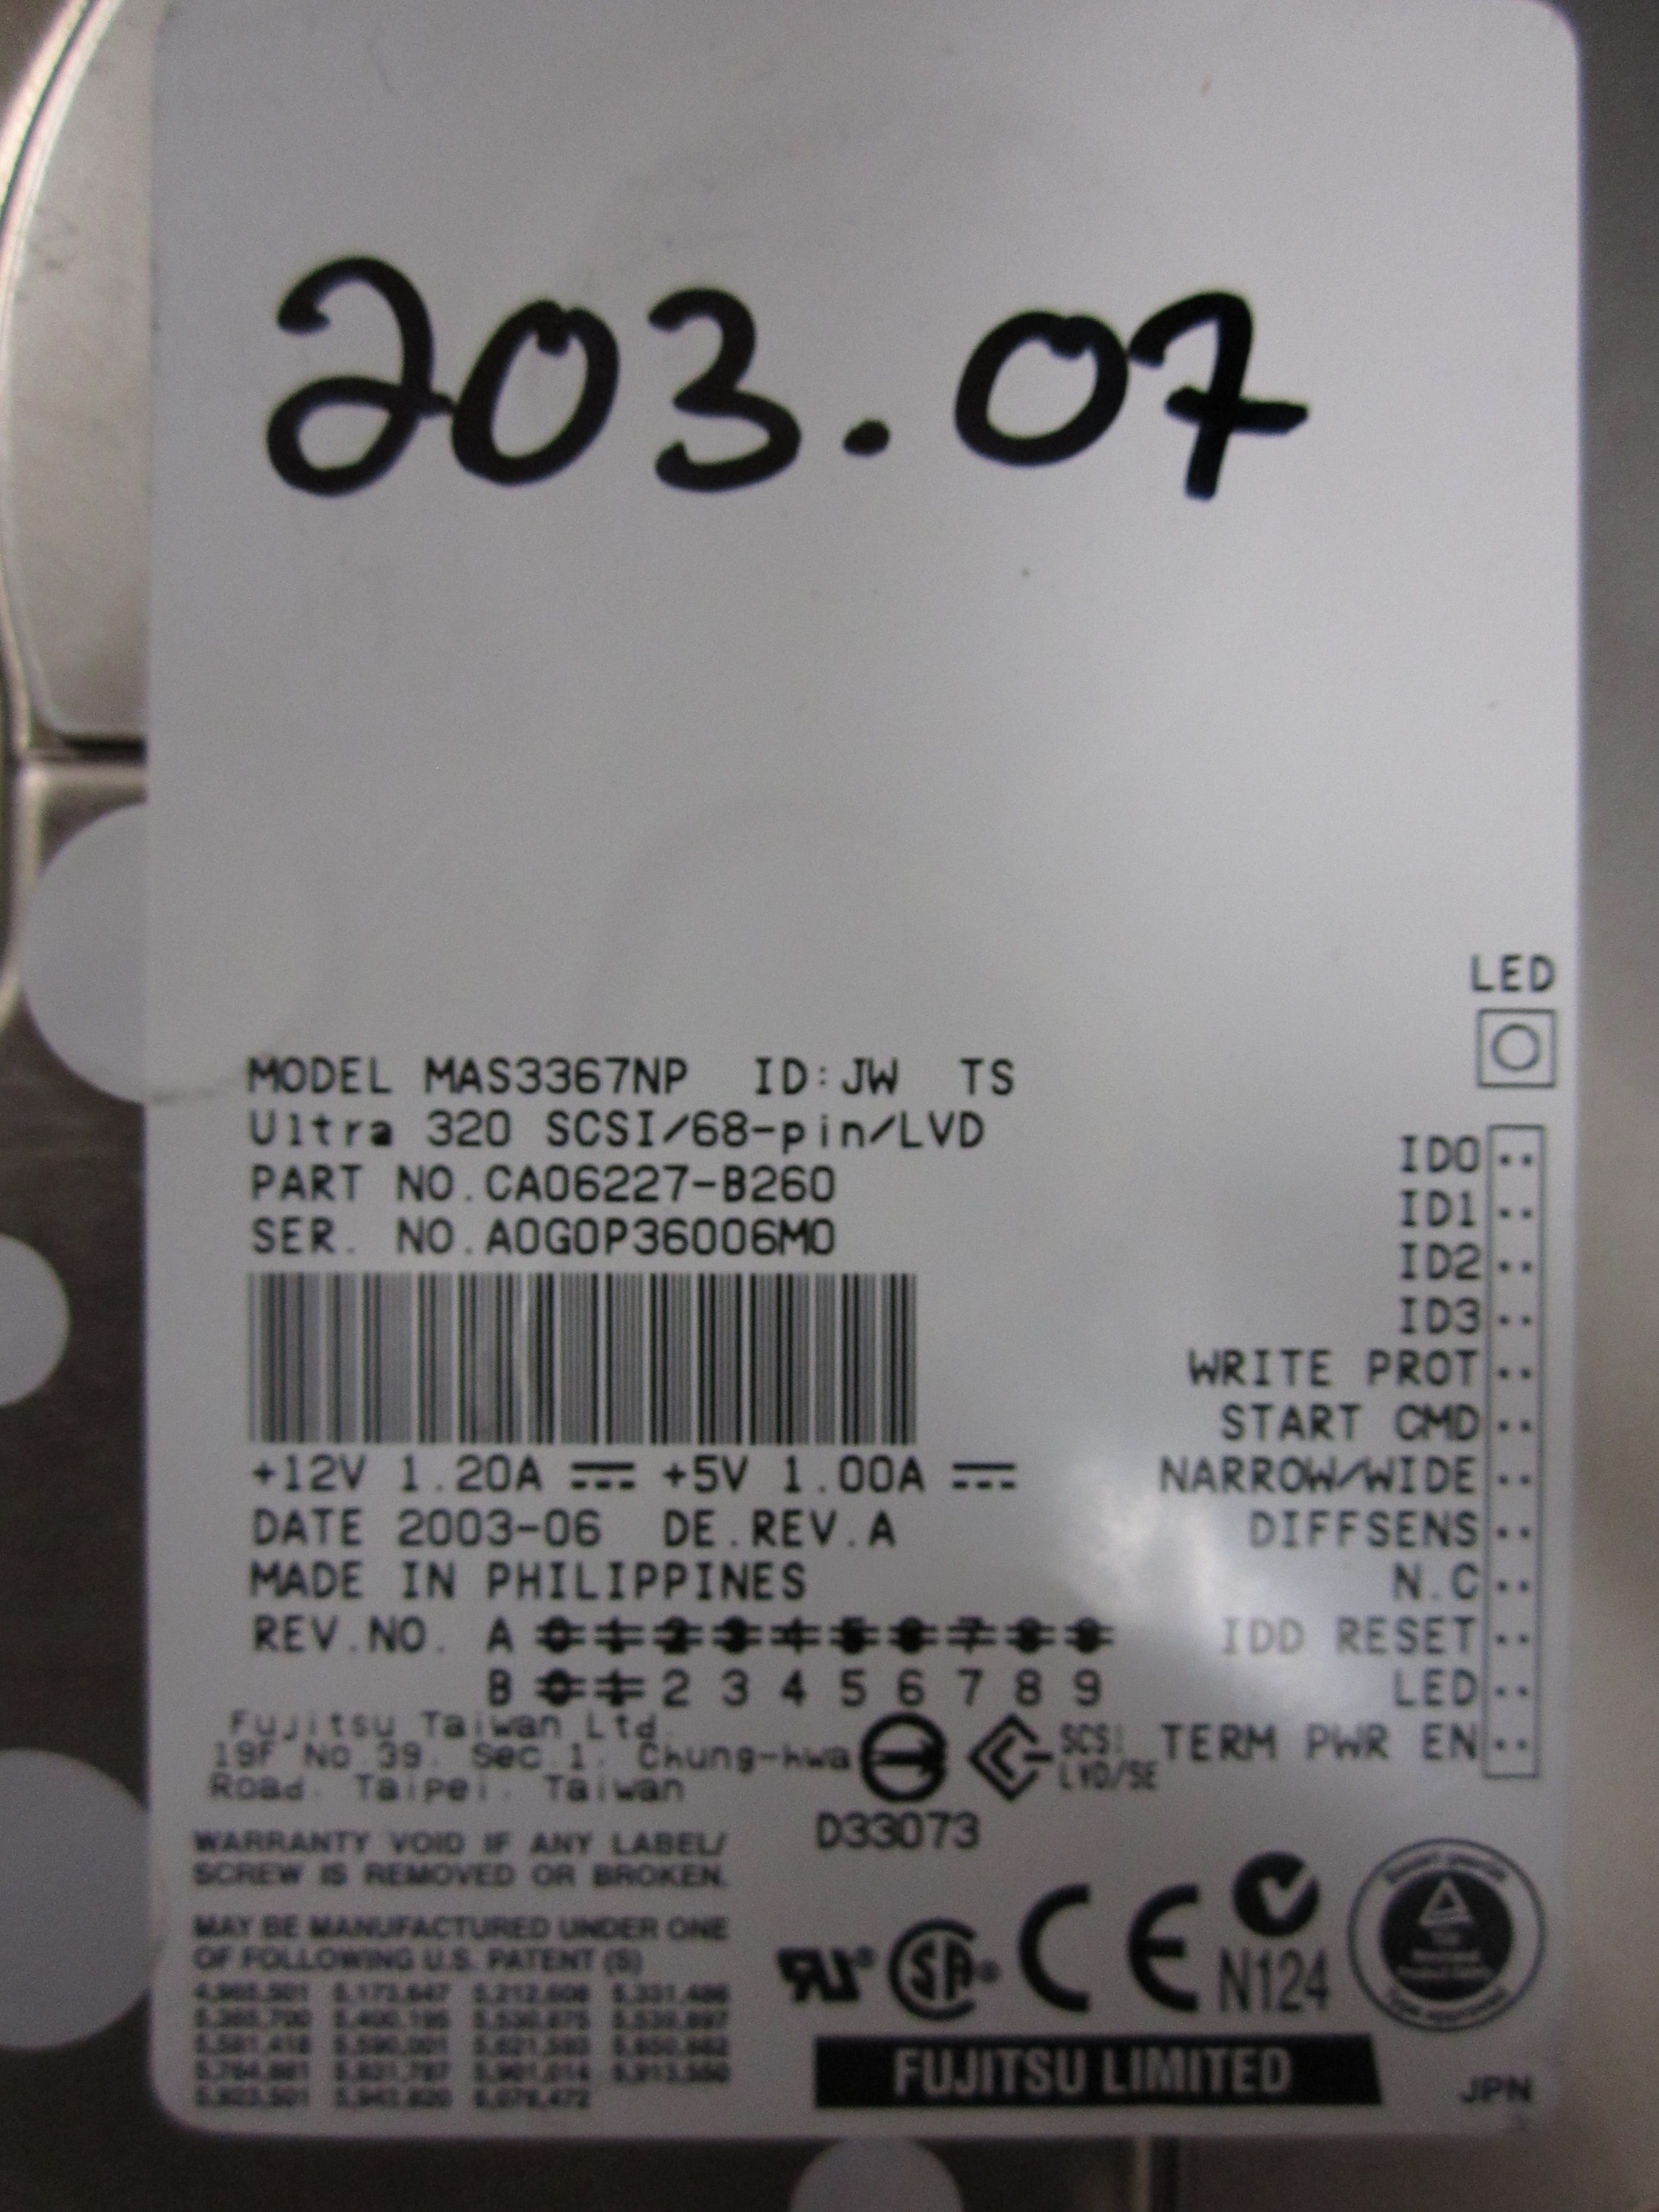 203.07
LED
MODEL MAS3367NP ID:JW TS
Ultra 320 SCSI/68-pin/LVD
PART NO.CA06227-B260
SER. NO.A0G0P36006M0
+12V 1.20A +5V 1.00A
DATE 2003-06 DE.REV.A
MADE IN PHILIPPINES
REV.NO. A 0 1 2 3 4 5 6 7 8 9
B 0 1 2 3 4 5 6 7 8 9
ID0
ID1
ID2
ID3
WRITE PROT
START CMD
NARROW/WIDE
DIFFSENS
N.C
IDD RESET
LED
TERM PWR EN
Fujitsu Taiwan Ltd.
19F No.39, Sec.1, Chung-hwa
Road. Taipei. Taiwan
SCSI
LVD/SE
D33073
WARRANTY VOID IF ANY LABEL/
SCREW IS REMOVED OR BROKEN.
MAY BE MANUFACTURED UNDER ONE
OF FOLLOWING U.S. PATENT (S)
N124
FUJITSU LIMITED
JPN